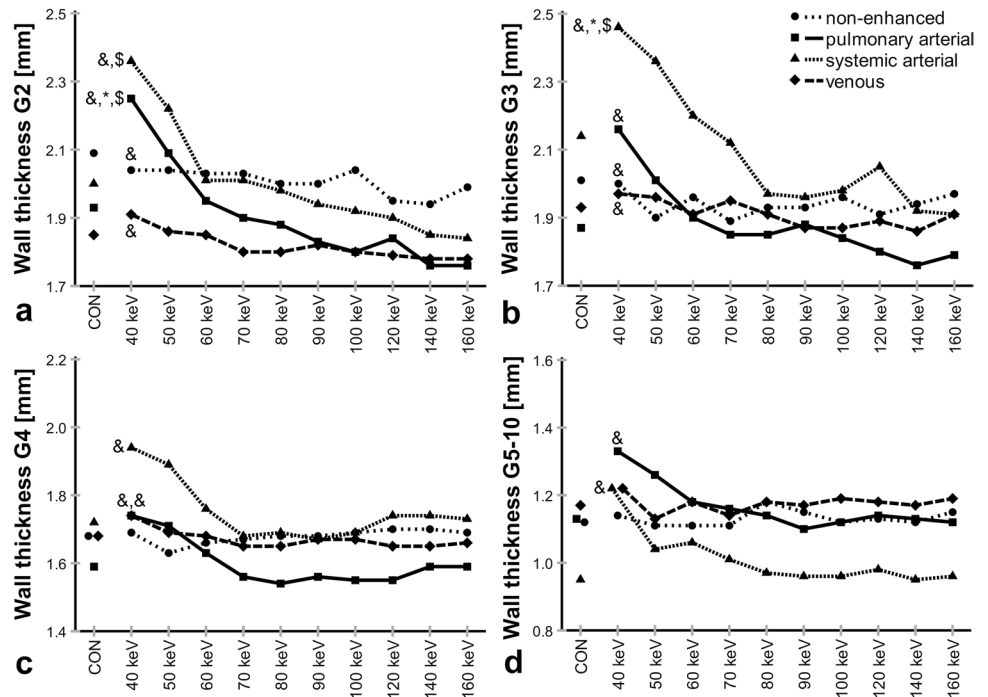 Wall thickness G2 [mm]
2.5
2.3
2.1
1.9
1.7
&,$
&,*,$
&
&
CON
40 keV
50 keV
60 keV
70 keV
80 keV
90 keV
100 keV
120 keV
140 keV
160 keV
a
Wall thickness G3 [mm]
2.5
2.3
2.1
1.9
1.7
&,*,$
&
&
&
non-enhanced
pulmonary arterial
systemic arterial
venous
CON
40 keV
50 keV
60 keV
70 keV
80 keV
90 keV
100 keV
120 keV
140 keV
160 keV
b
Wall thickness G4 [mm]
2.2
2.0
1.8
1.6
1.4
&
&,&
CON
40 keV
50 keV
60 keV
70 keV
80 keV
90 keV
100 keV
120 keV
140 keV
160 keV
c
Wall thickness G5-10 [mm]
1.6
1.4
1.2
1.0
0.8
&
&
CON
40 keV
50 keV
60 keV
70 keV
80 keV
90 keV
100 keV
120 keV
140 keV
160 keV
d